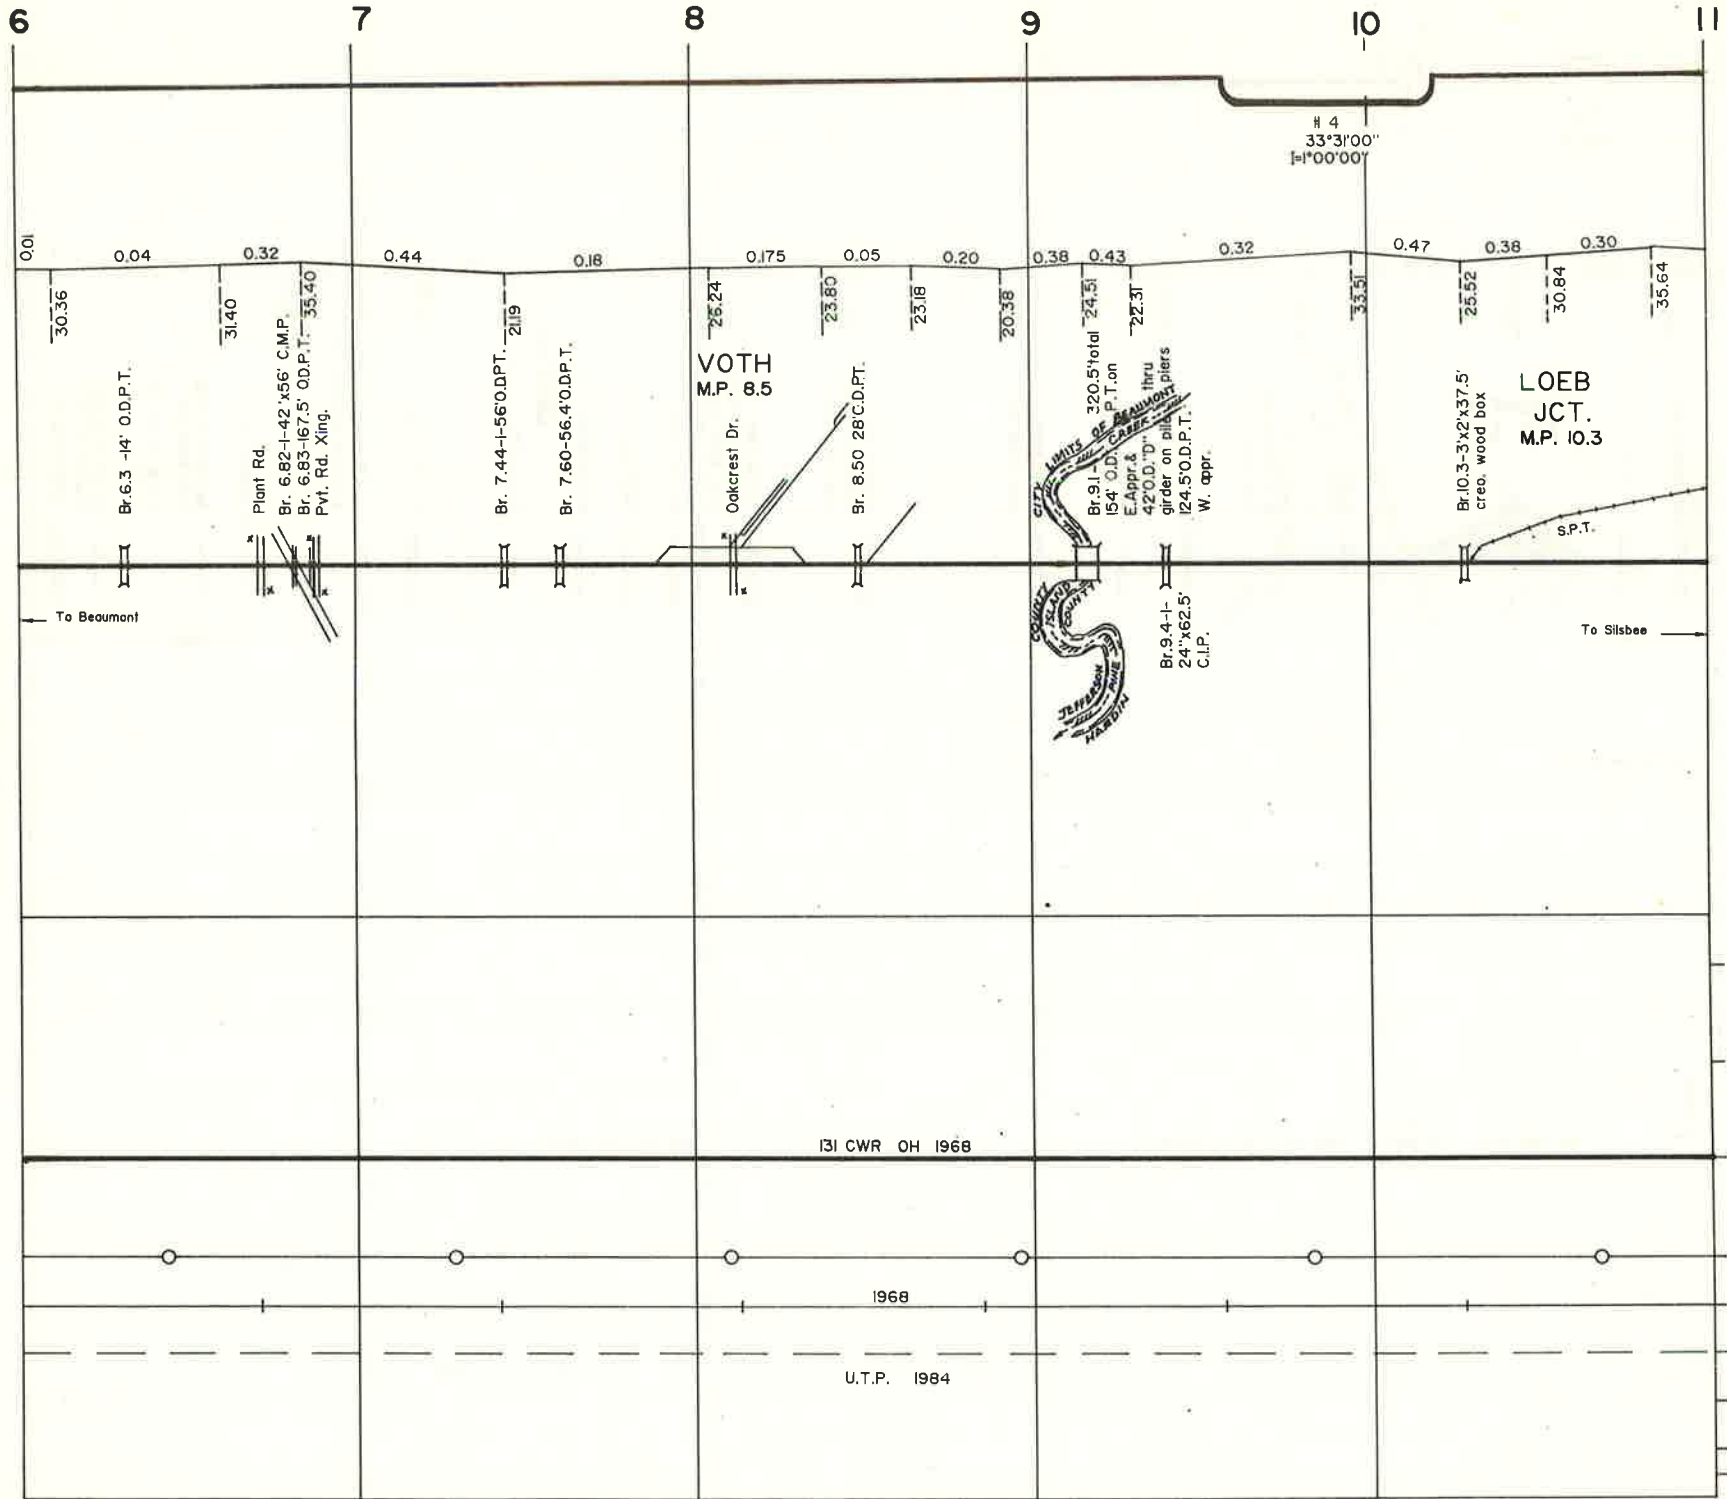 6
7
8
9
10
11
# 4
33°31'00"
I=1°00'00"
0.01
0.04
0.32
0.44
0.18
0.175
0.05
0.20
0.38
0.43
0.32
0.47
0.38
0.30
30.36
31.40
35.40
21.19
26.24
23.80
23.18
20.38
24.51
22.31
33.51
25.52
30.84
35.64
Br.6.3 -14' O.D.P.T.
Plant Rd.
Br. 6.82-1-42"x56' C.M.P.
Br. 6.83-167.5' O.D.P.T.
Pvt. Rd. Xing.
Br. 7.44-1-56'O.D.P.T.
Br. 7.60-56.4'O.D.P.T.
VOTH
M.P. 8.5
Oakcrest Dr.
Br. 8.50 28'C.D.P.T.
CITY LIMITS OF BEAUMONT
CREEK
Br.9.1- 320.5'total
154' O.D.P.T.on
E.Appr.& thru
42'O.D."D"
girder on pile piers
124.5'O.D.P.T.
W. appr.
Br.10.3-3'x2'x37.5'
creo. wood box
LOEB
JCT.
M.P. 10.3
S.P.T.
To Beaumont
COUNTY
ISLAND
COUNTY
JEFFERSON
PINE
HARDIN
Br.9.4-1-
24"x62.5'
C.I.P.
To Silsbee
131 CWR OH 1968
1968
U.T.P. 1984